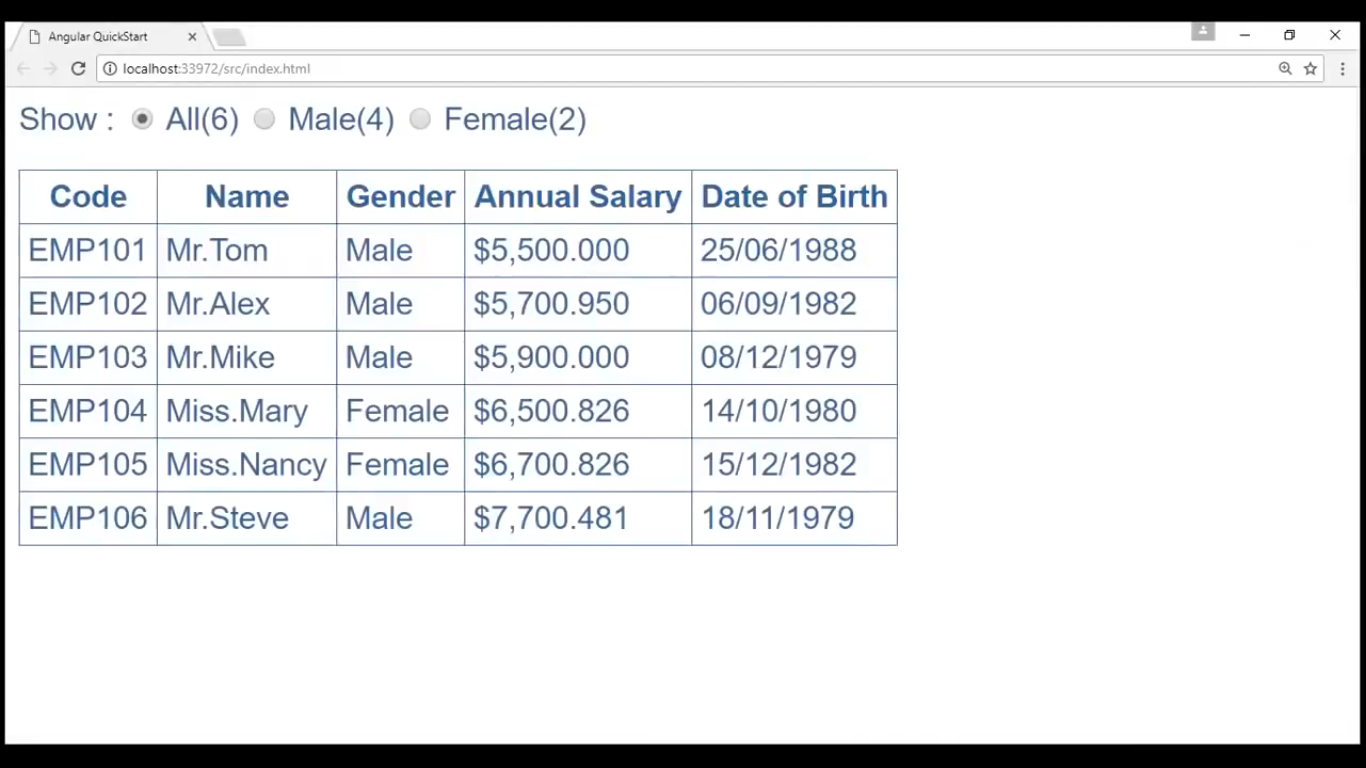 Angular QuickStart
localhost:33972/src/index.html
Show : All(6) Male(4) Female(2)
Code Name Gender Annual Salary Date of Birth
EMP101 Mr.Tom Male $5,500.000 25/06/1988
EMP102 Mr.Alex Male $5,700.950 06/09/1982
EMP103 Mr.Mike Male $5,900.000 08/12/1979
EMP104 Miss.Mary Female $6,500.826 14/10/1980
EMP105 Miss.Nancy Female $6,700.826 15/12/1982
EMP106 Mr.Steve Male $7,700.481 18/11/1979